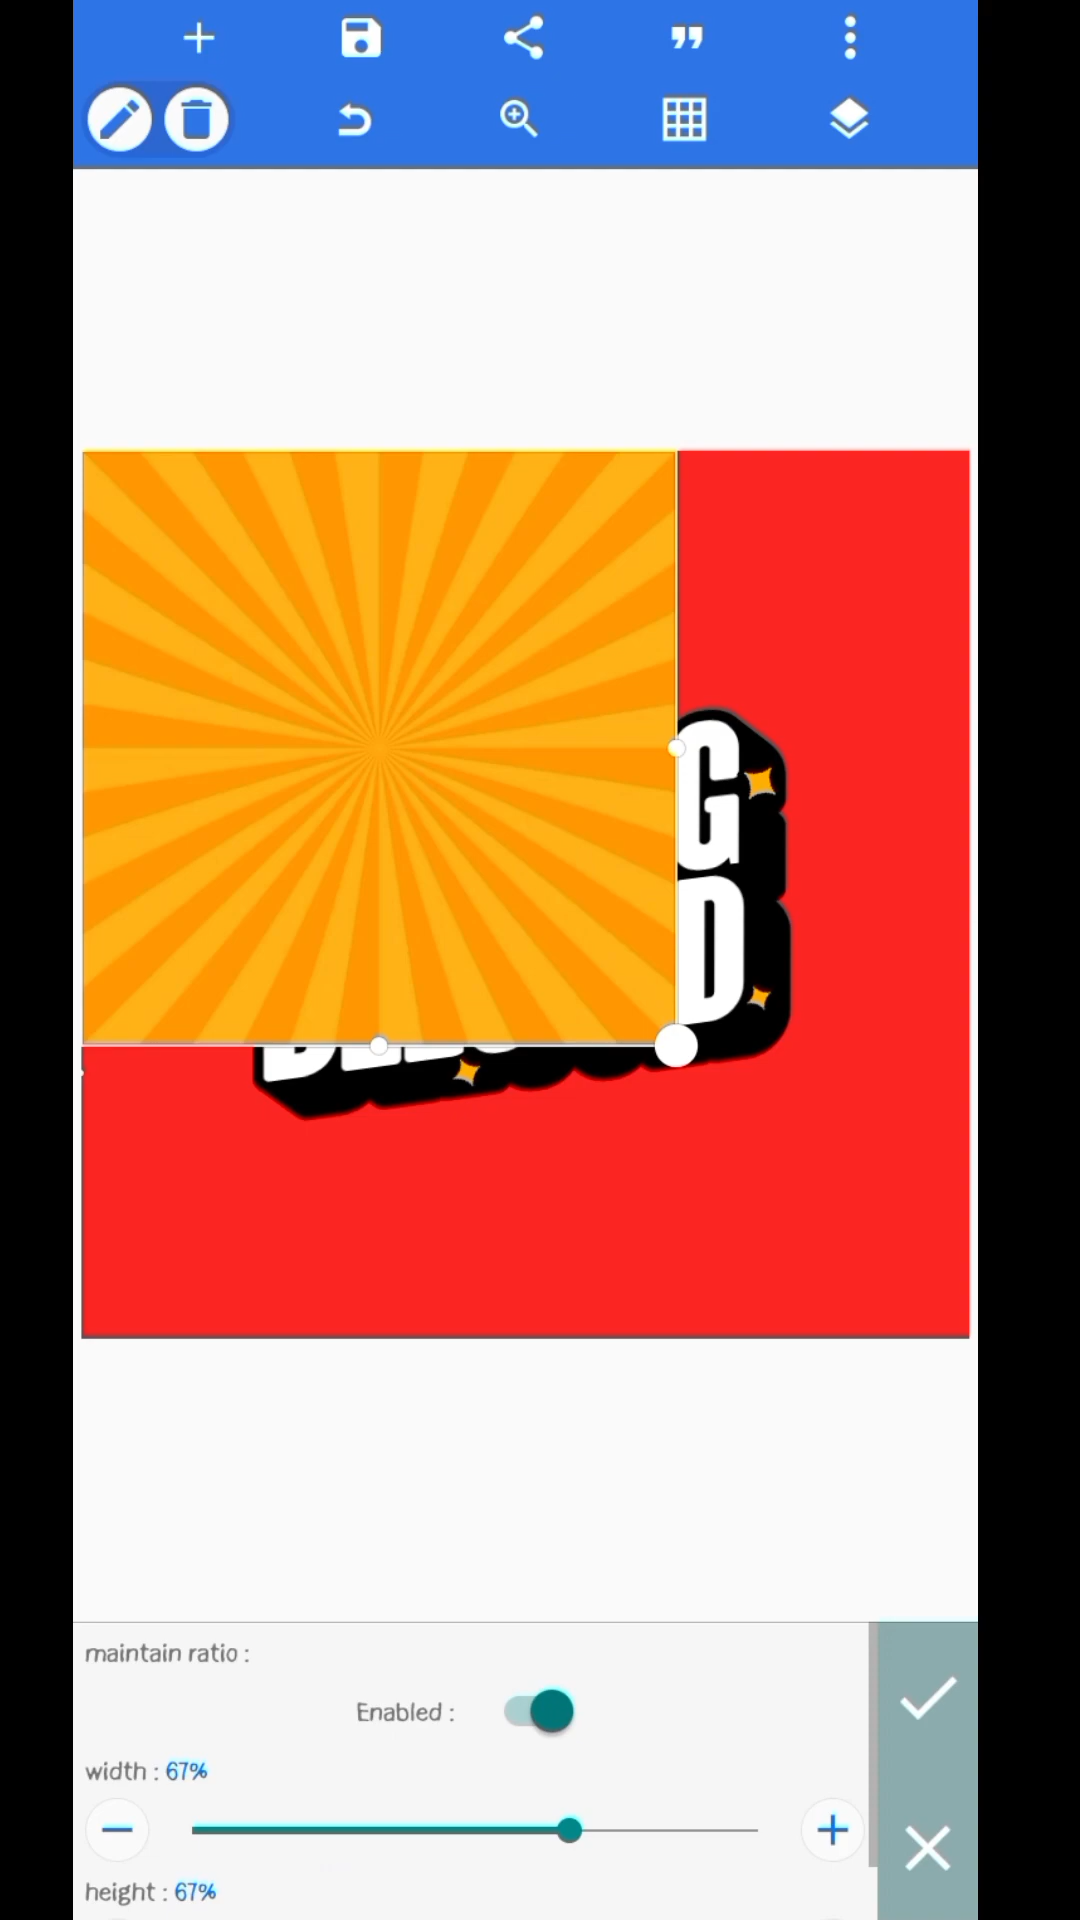 G
D
maintain ratio :
Enabled :
width : 67%
height : 67%